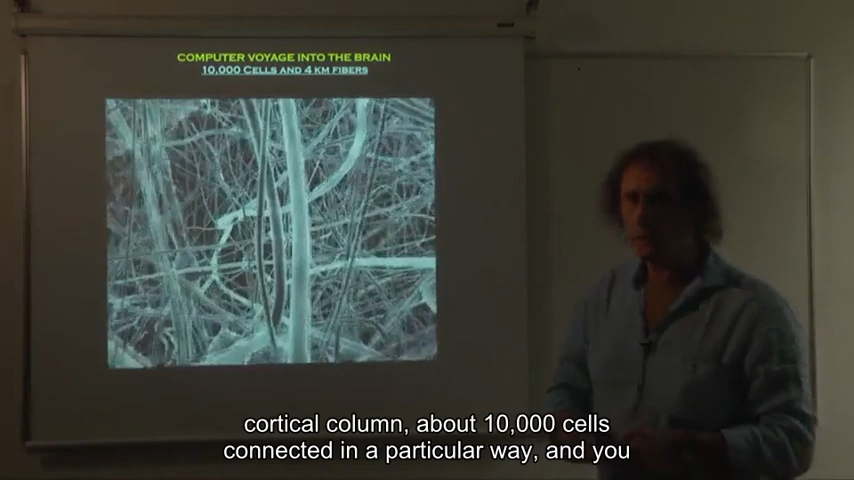 COMPUTER VOYAGE INTO THE BRAIN
10,000 CELLS AND 4 KM FIBERS
cortical column, about 10,000 cells
connected in a particular way, and you